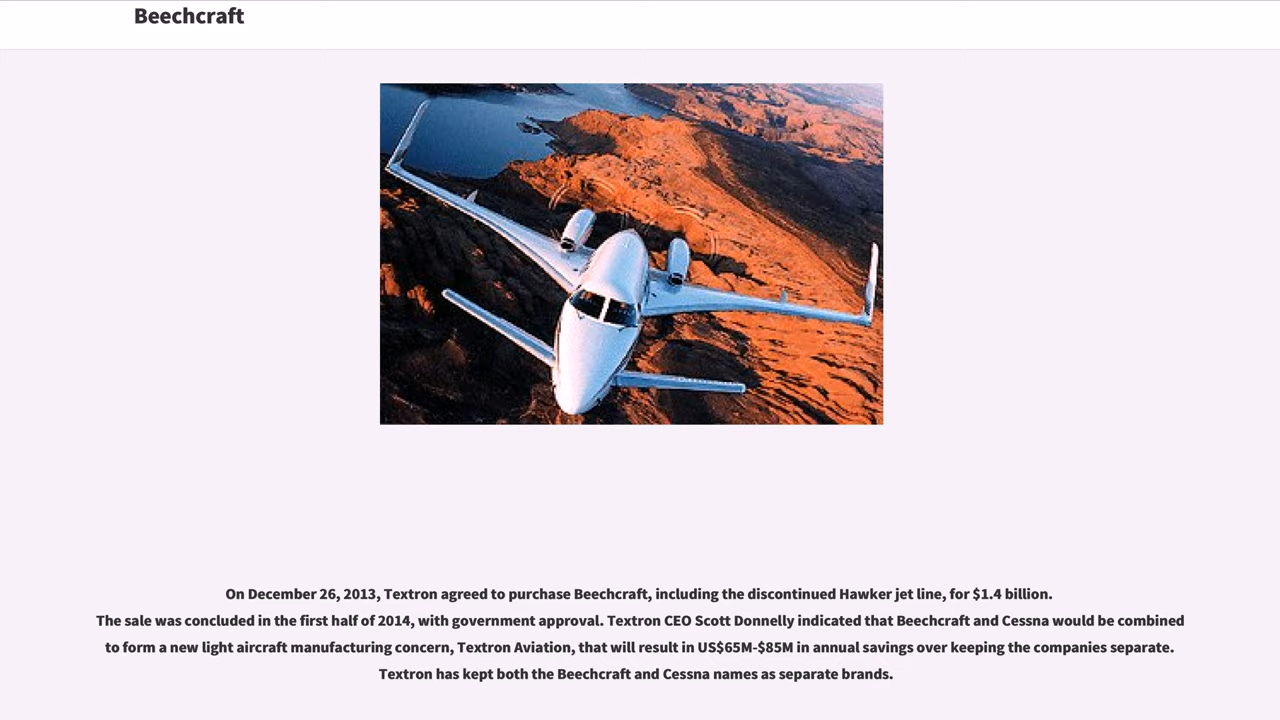 Beechcraft
On December 26, 2013, Textron agreed to purchase Beechcraft, including the discontinued Hawker jet line, for $1.4 billion.
The sale was concluded in the first half of 2014, with government approval. Textron CEO Scott Donnelly indicated that Beechcraft and Cessna would be combined
to form a new light aircraft manufacturing concern, Textron Aviation, that will result in US$65M-$85M in annual savings over keeping the companies separate.
Textron has kept both the Beechcraft and Cessna names as separate brands.